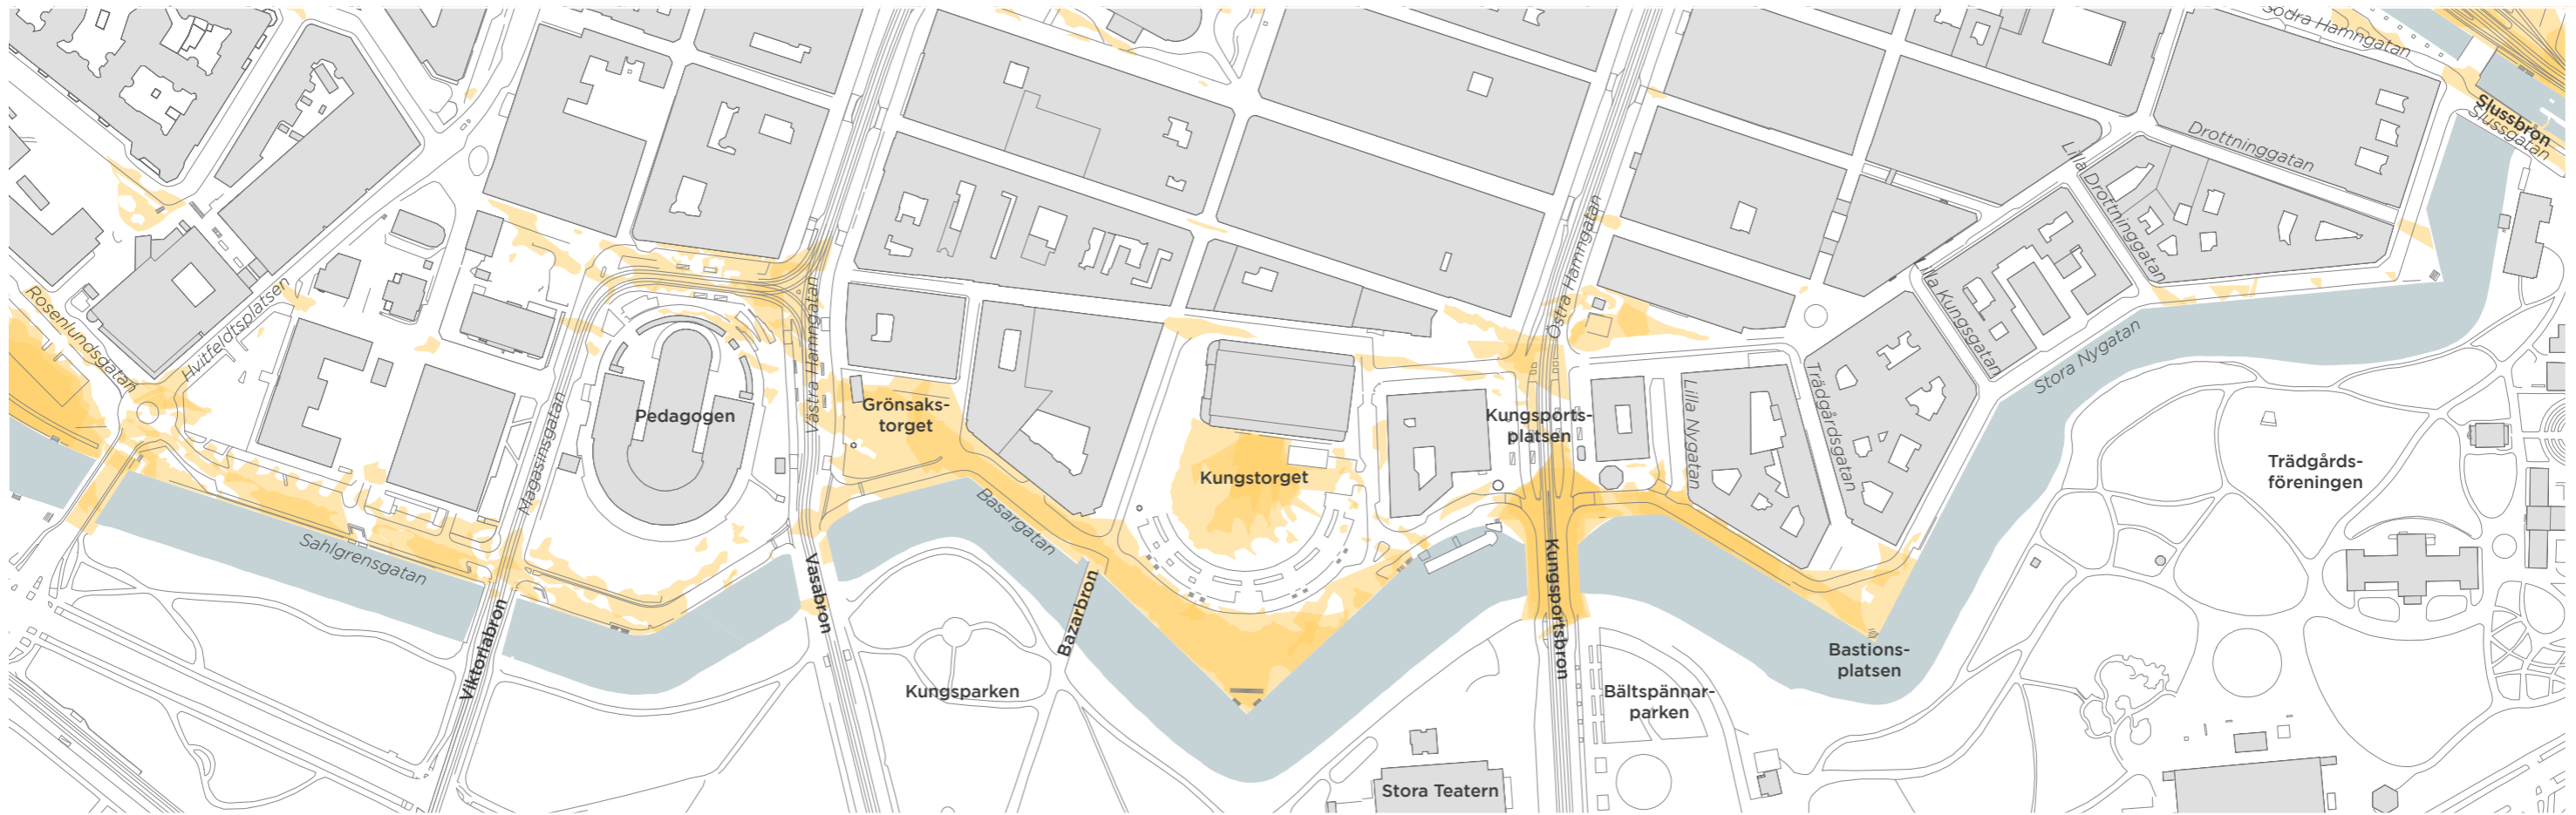 Södra Hamngatan
Slussbron
Slussgatan
Drottninggatan
Lilla Drottninggatan
Östra Hamngatan
Rosenlundsgatan
Hvitfeldtsplatsen
Västra Hamngatan
lla Kungsgatan
Stora Nygatan
Magasinsgatan
Pedagogen
Grönsaks-
torget
Kungsports-
platsen
Lilla Nygatan
Trädgårdsgatan
Kungstorget
Trädgårds-
föreningen
Basargatan
Sahlgrensgatan
Viktoriabron
Vasabron
Bazarbron
Kungsportsbron
Bastions-
platsen
Kungsparken
Bältspännar-
parken
Stora Teatern